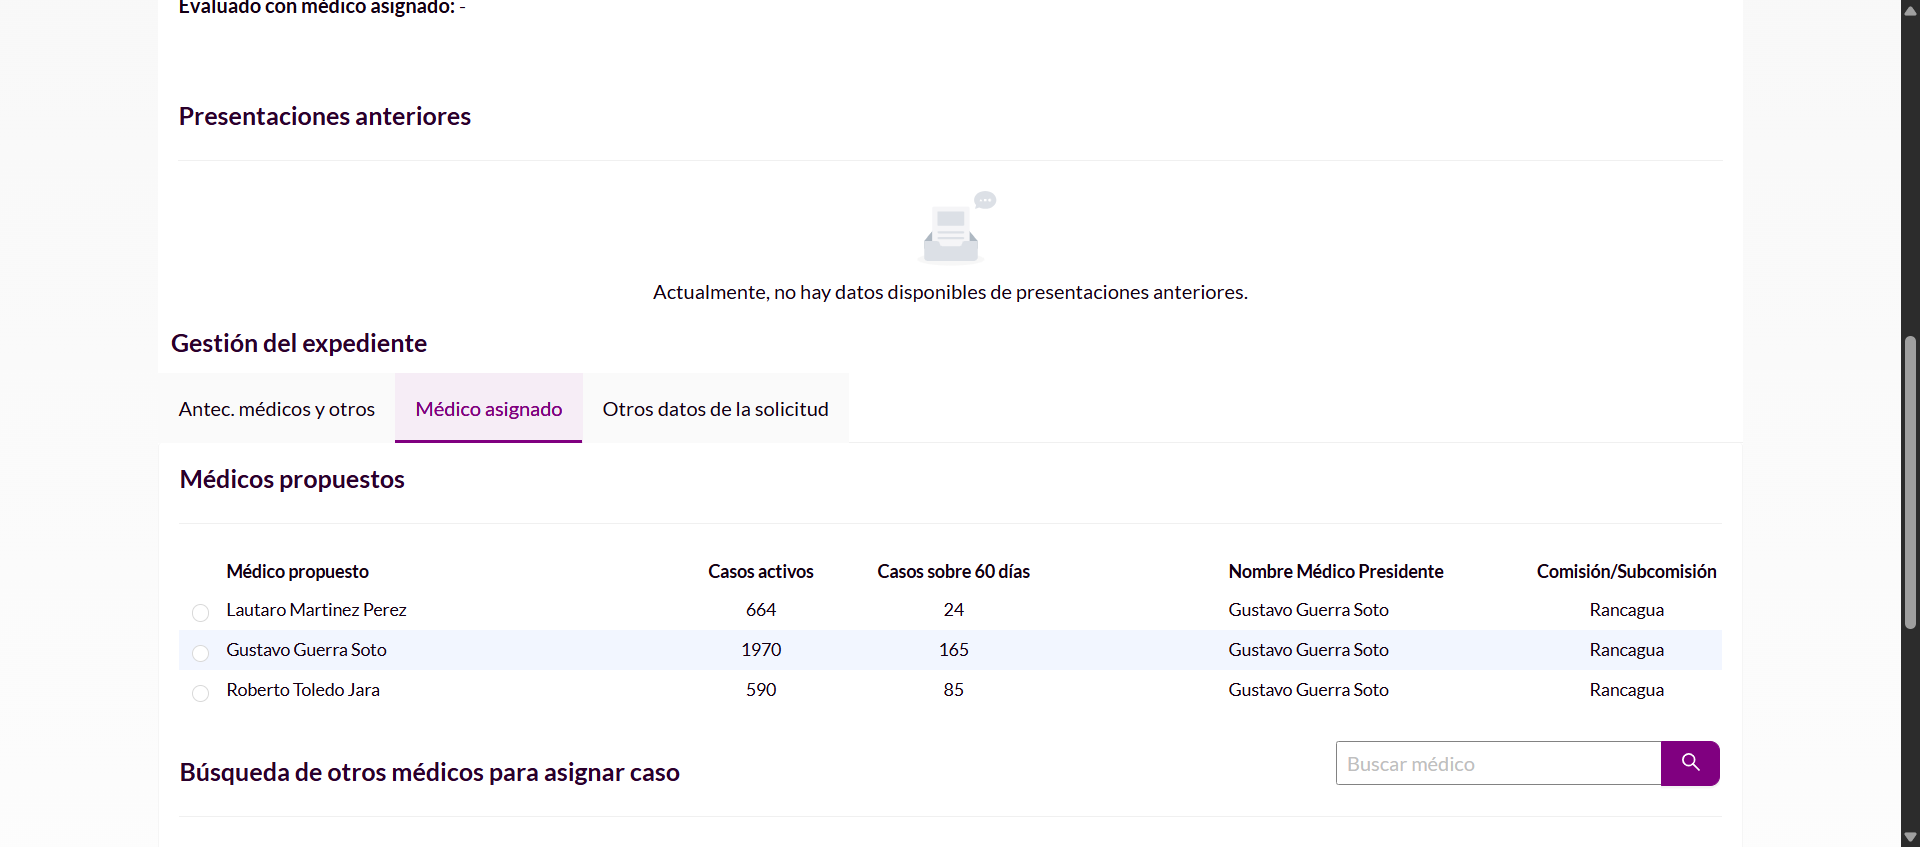 Evaluado con médico asignado: -
Presentaciones anteriores
Actualmente, no hay datos disponibles de presentaciones anteriores.
Gestión del expediente
Antec. médicos y otros Médico asignado Otros datos de la solicitud
Médicos propuestos
Médico propuesto Casos activos Casos sobre 60 días Nombre Médico Presidente Comisión/Subcomisión
Lautaro Martinez Perez 664 24 Gustavo Guerra Soto Rancagua
Gustavo Guerra Soto 1970 165 Gustavo Guerra Soto Rancagua
Roberto Toledo Jara 590 85 Gustavo Guerra Soto Rancagua
Búsqueda de otros médicos para asignar caso Buscar médico